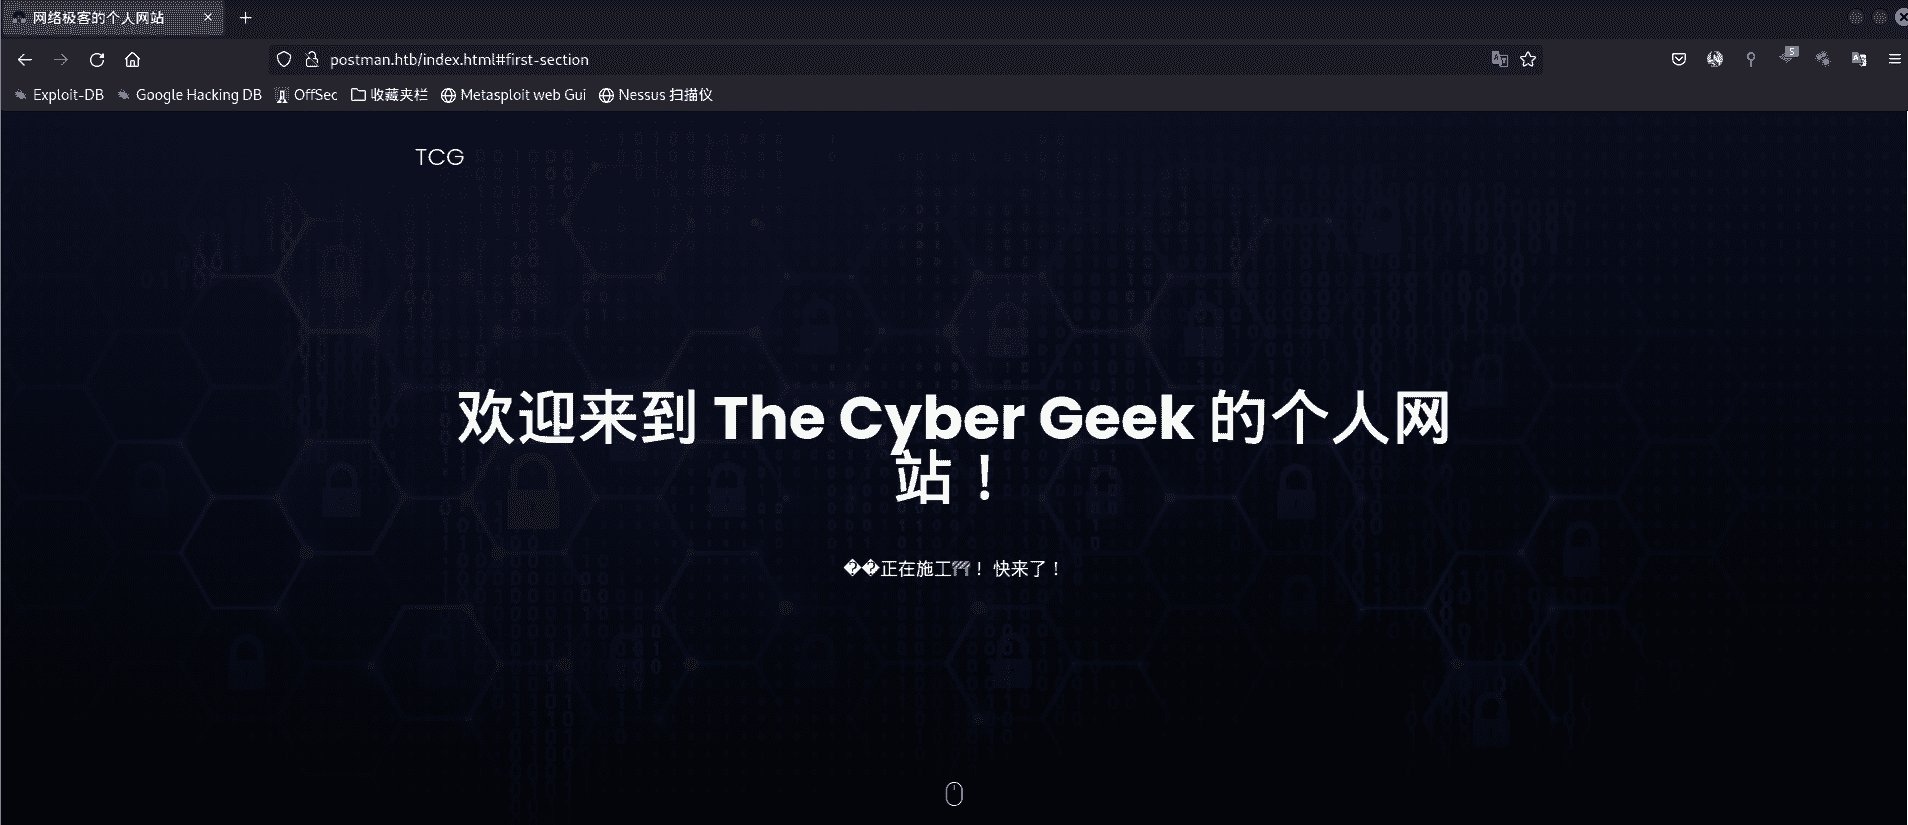 网络极客的个人网站
postman.htb/index.html#first-section
Exploit-DB Google Hacking DB OffSec 收藏夹栏 Metasploit web Gui Nessus 扫描仪
5
TCG
欢迎来到 The Cyber Geek 的个人网
站！
��正在施工🚧！ 快来了！